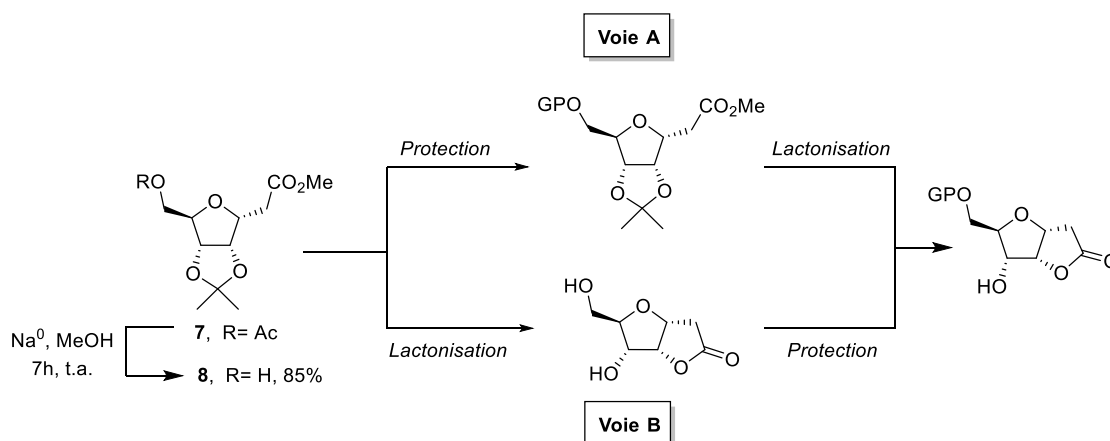 Voie A
GPO
O
CO₂Me
O
O
Protection
Lactonisation
RO
O
CO₂Me
O
O
GPO
O
HO
O
O
HO
O
HO
O
O
Na⁰, MeOH
7h, t.a.
7, R= Ac
8, R= H, 85%
Lactonisation
Protection
Voie B